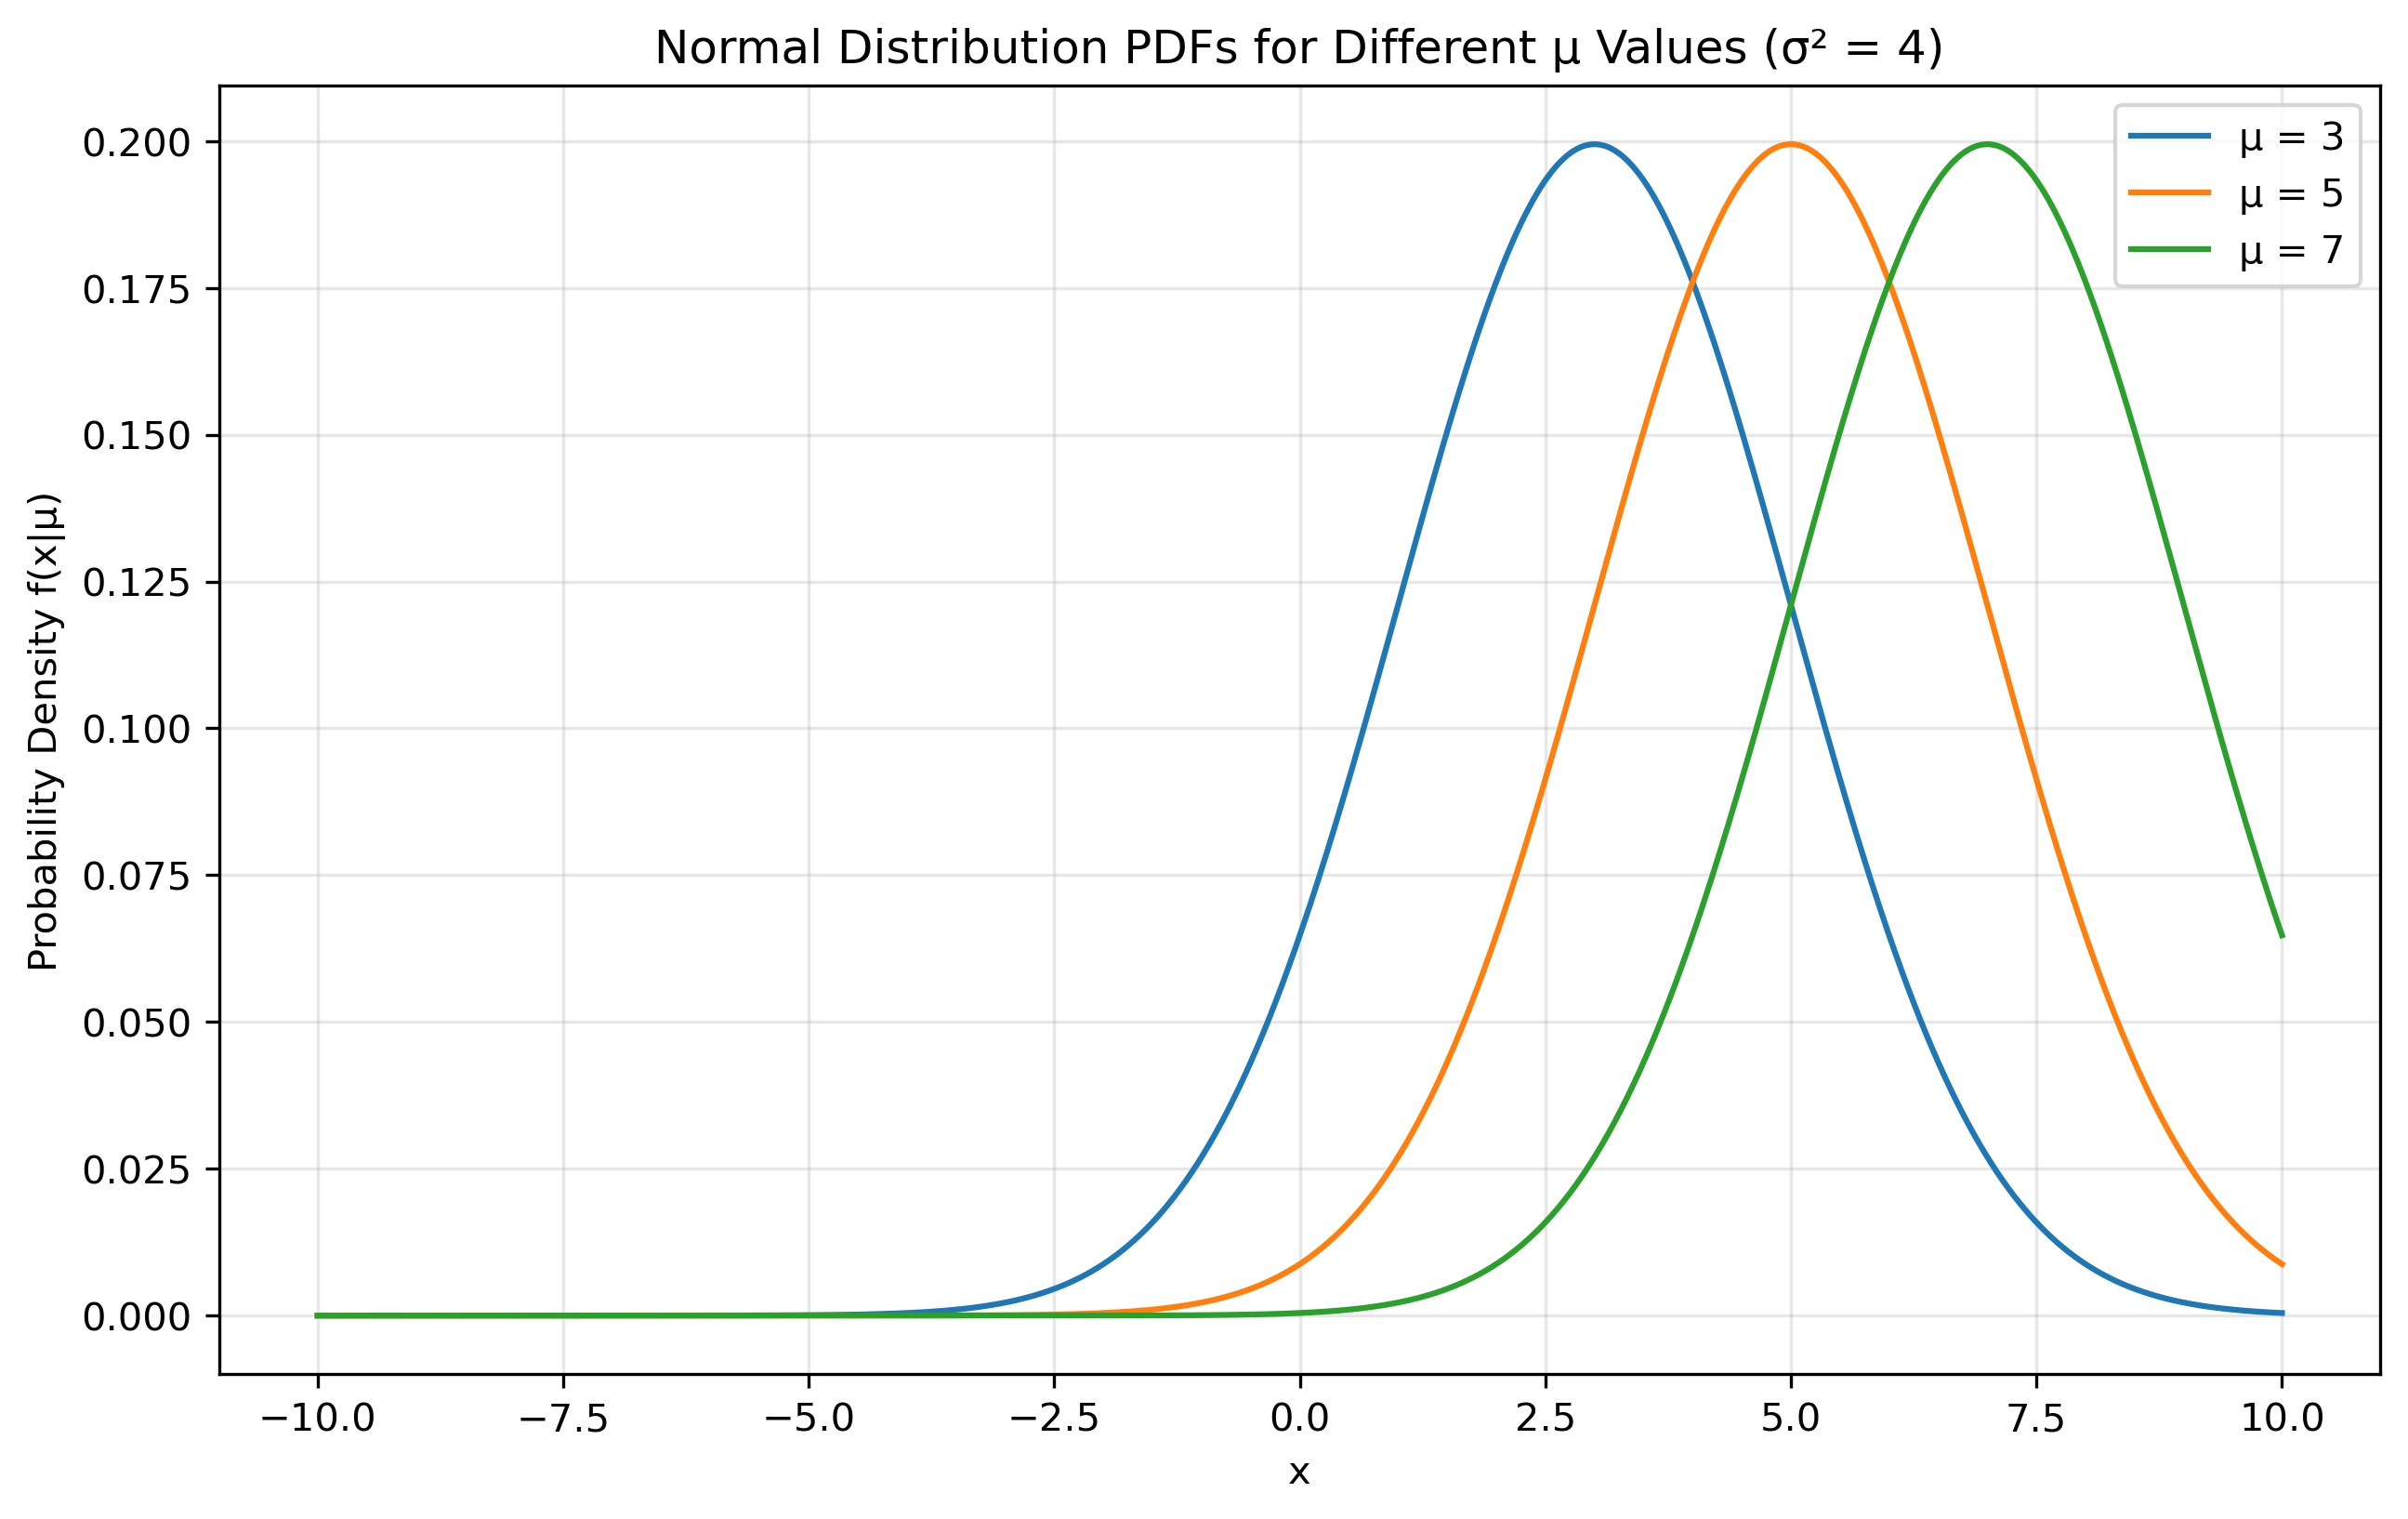 Normal Distribution PDFs for Different μ Values (σ² = 4)
μ = 3
μ = 5
μ = 7
Probability Density f(x|μ)
0.200
0.175
0.150
0.125
0.100
0.075
0.050
0.025
0.000
−10.0 −7.5 −5.0 −2.5 0.0 2.5 5.0 7.5 10.0
x